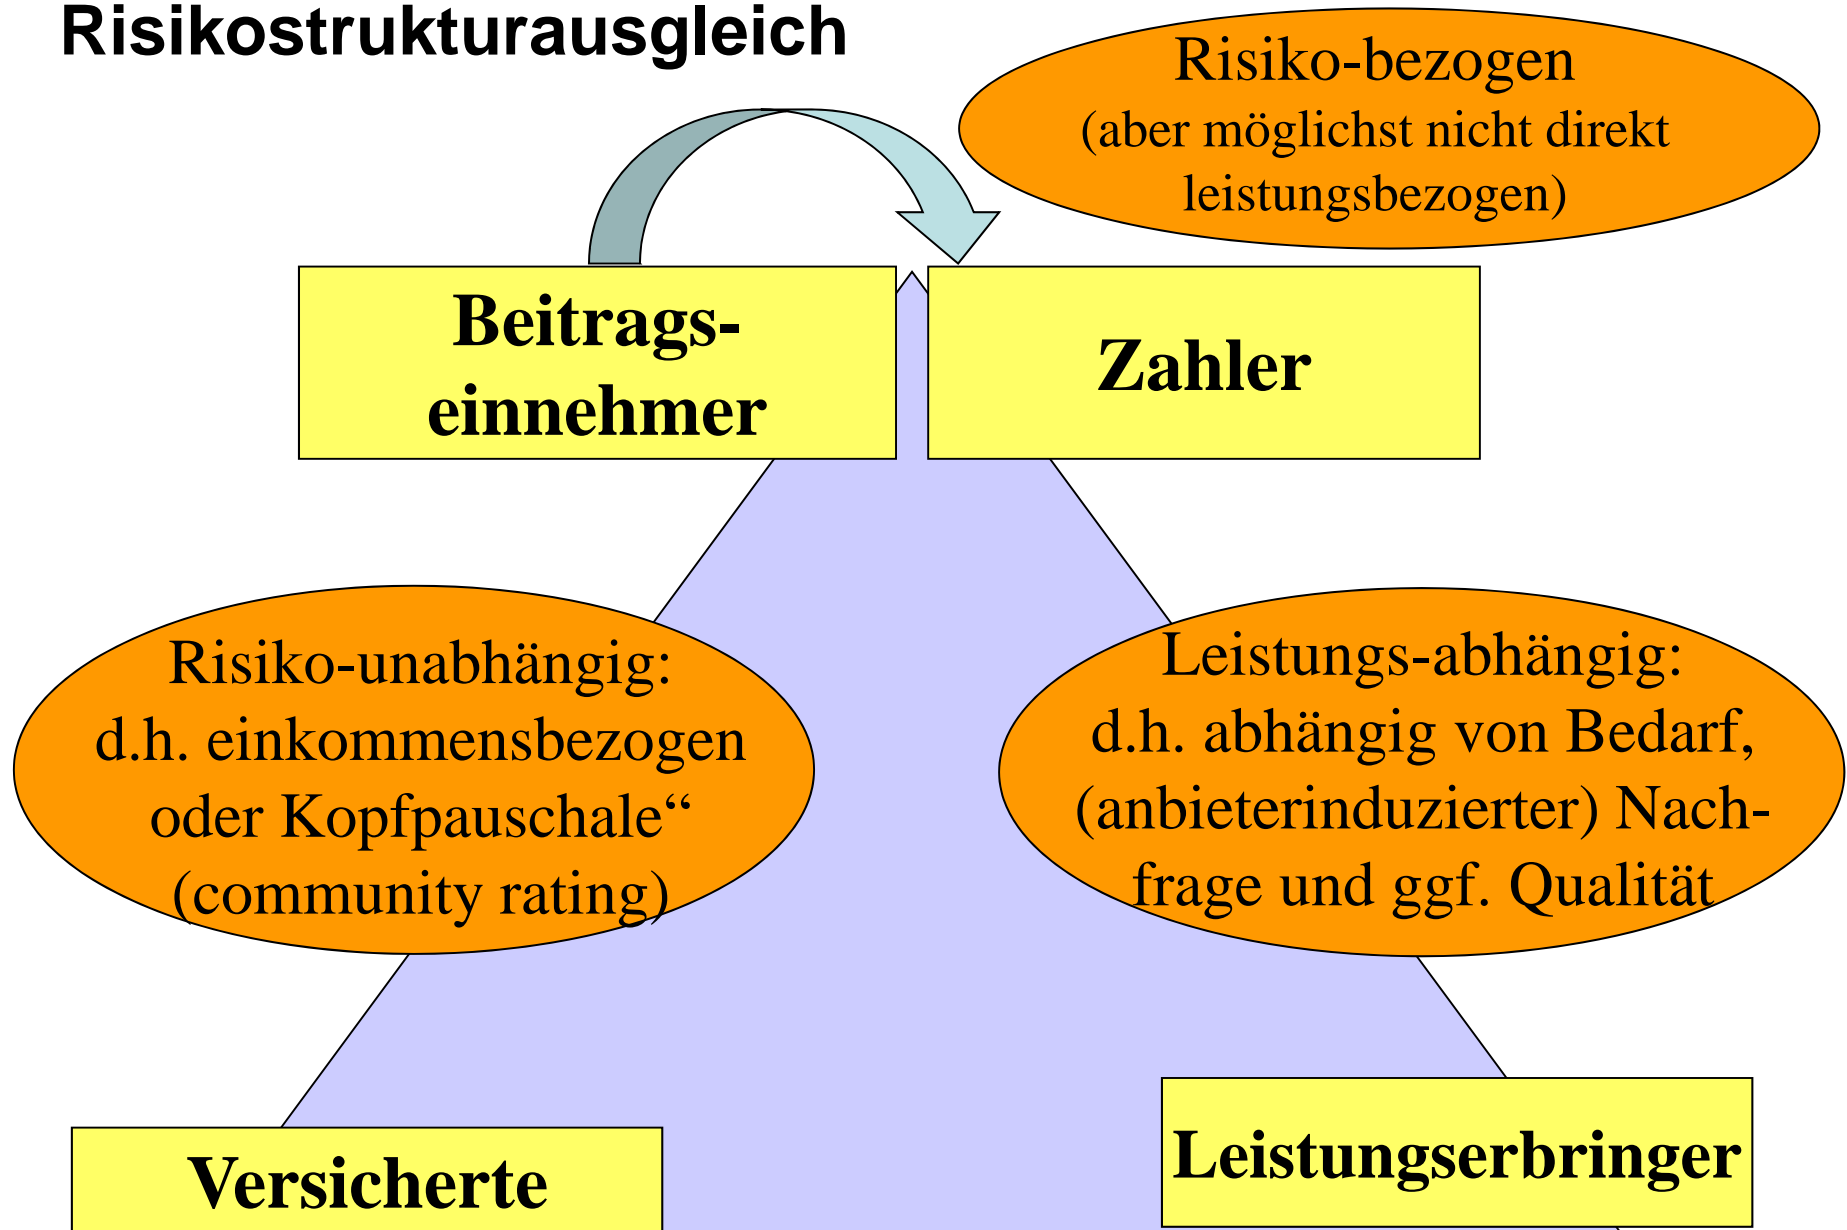 Risikostrukturausgleich
Risiko-bezogen
(aber möglichst nicht direkt
leistungsbezogen)
Beitrags-
einnehmer
Zahler
Risiko-unabhängig:
d.h. einkommensbezogen
oder Kopfpauschale“
(community rating)
Leistungs-abhängig:
d.h. abhängig von Bedarf,
(anbieterinduzierter) Nach-
frage und ggf. Qualität
Versicherte
Leistungserbringer